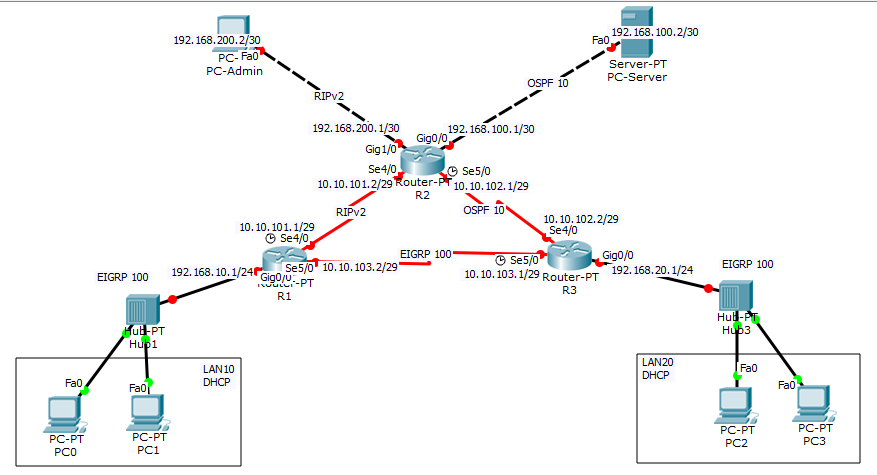 192.168.200.2/30
Fa0
PC-
PC-Admin
192.168.100.2/30
Fa0
Server-PT
PC-Server
RIPv2
OSPF 10
192.168.200.1/30
192.168.100.1/30
Gig0/0
Gig1/0
Se4/0
Se5/0
10.10.101.2/29
Router-PT
R2
10.10.102.1/29
RIPv2
OSPF 10
10.10.101.1/29
Se4/0
10.10.102.2/29
Se4/0
EIGRP 100
192.168.10.1/24
Se5/0
Gig0/0
10.10.103.2/29
Router-PT
R1
EIGRP 100
Se5/0
10.10.103.1/29
Router-PT
R3
Gig0/0
192.168.20.1/24
EIGRP 100
Hub-PT
Hub1
Hub-PT
Hub3
LAN10
DHCP
Fa0
Fa0
PC-PT
PC0
PC-PT
PC1
LAN20
DHCP
Fa0
Fa0
PC-PT
PC2
PC-PT
PC3